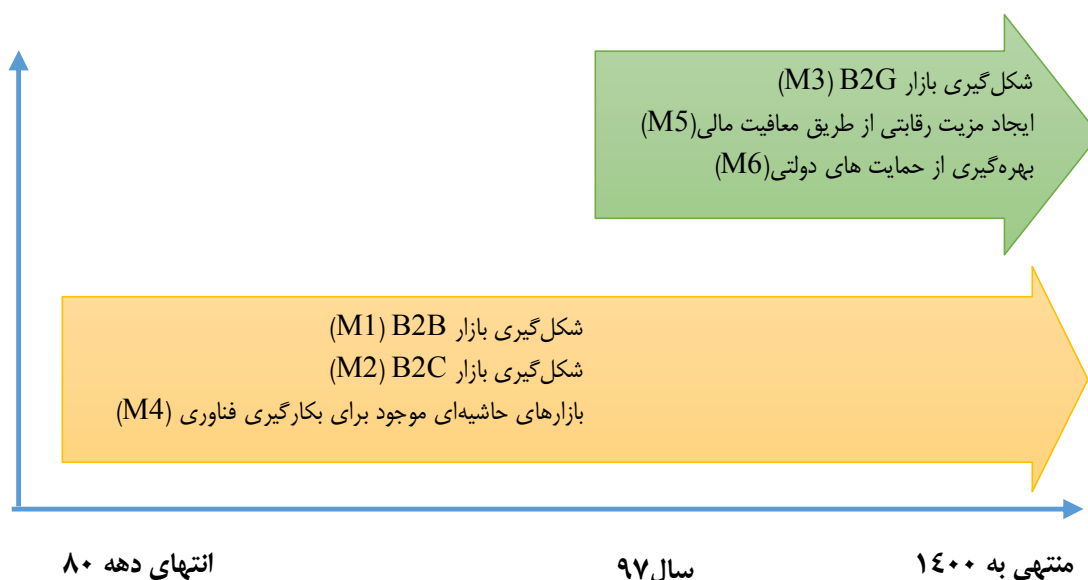 شکل‌گیری بازار B2G (M3)
ایجاد مزیت رقابتی از طریق معافیت مالی(M5)
بهره‌گیری از حمایت های دولتی(M6)
شکل‌گیری بازار B2B (M1)
شکل‌گیری بازار B2C (M2)
بازارهای حاشیه‌ای موجود برای بکارگیری فناوری (M4)
انتهای دهه ۸۰
سال۹۷
منتهی به ۱۴۰۰